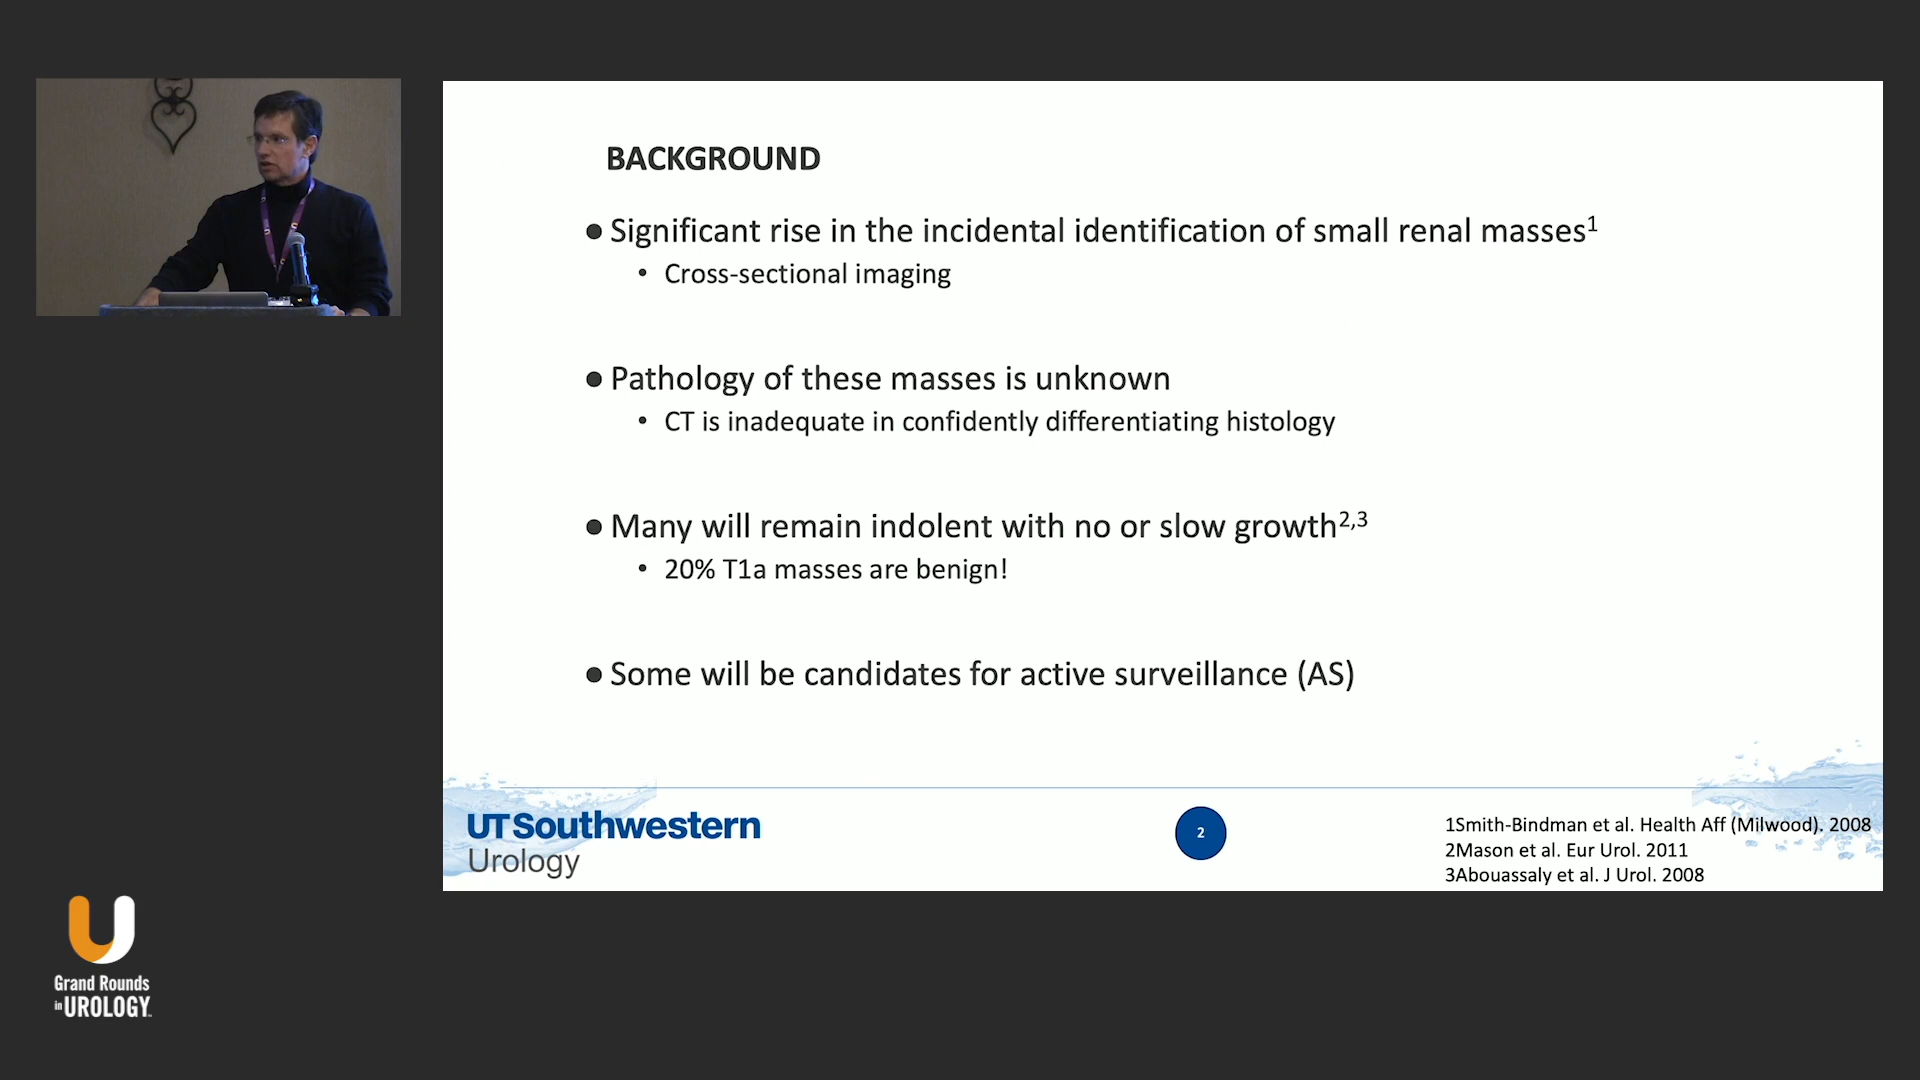 BACKGROUND
● Significant rise in the incidental identification of small renal masses1
• Cross-sectional imaging
● Pathology of these masses is unknown
• CT is inadequate in confidently differentiating histology
● Many will remain indolent with no or slow growth2,3
• 20% T1a masses are benign!
● Some will be candidates for active surveillance (AS)
UTSouthwestern
Urology
2
1Smith-Bindman et al. Health Aff (Milwood). 2008
2Mason et al. Eur Urol. 2011
3Abouassaly et al. J Urol. 2008
U
Grand Rounds
in UROLOGY™